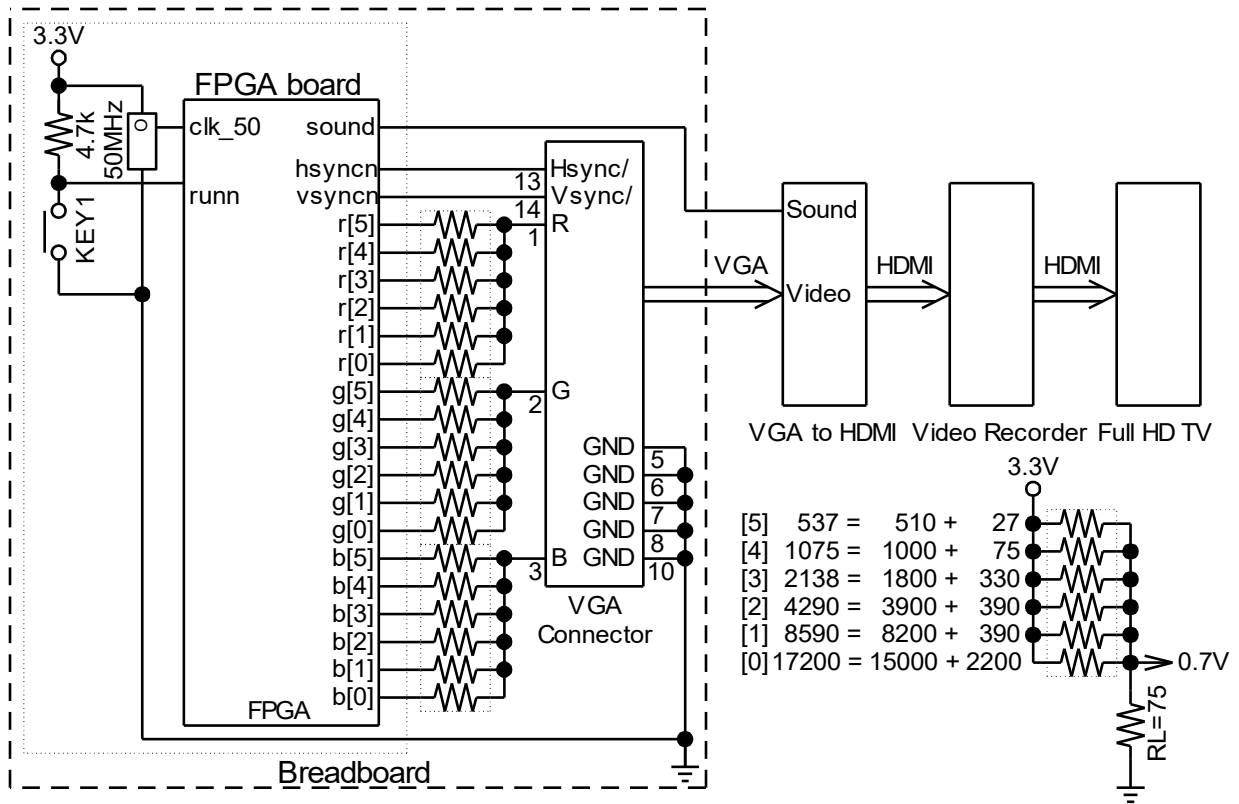 3.3V
FPGA board
4.7k
50MHz
clk_50
sound
runn
hsyncn
vsyncn
KEY1
r[5]
r[4]
r[3]
r[2]
r[1]
r[0]
g[5]
g[4]
g[3]
g[2]
g[1]
g[0]
b[5]
b[4]
b[3]
b[2]
b[1]
b[0]
FPGA
Hsync/
13
Vsync/
14
R
1
G
2
GND
5
GND
6
GND
7
GND
8
B
3
GND
10
VGA
Connector
VGA
Sound
Video
HDMI
HDMI
VGA to HDMI
Video Recorder
Full HD TV
3.3V
[5] 537 = 510 + 27
[4] 1075 = 1000 + 75
[3] 2138 = 1800 + 330
[2] 4290 = 3900 + 390
[1] 8590 = 8200 + 390
[0] 17200 = 15000 + 2200
0.7V
RL=75
Breadboard